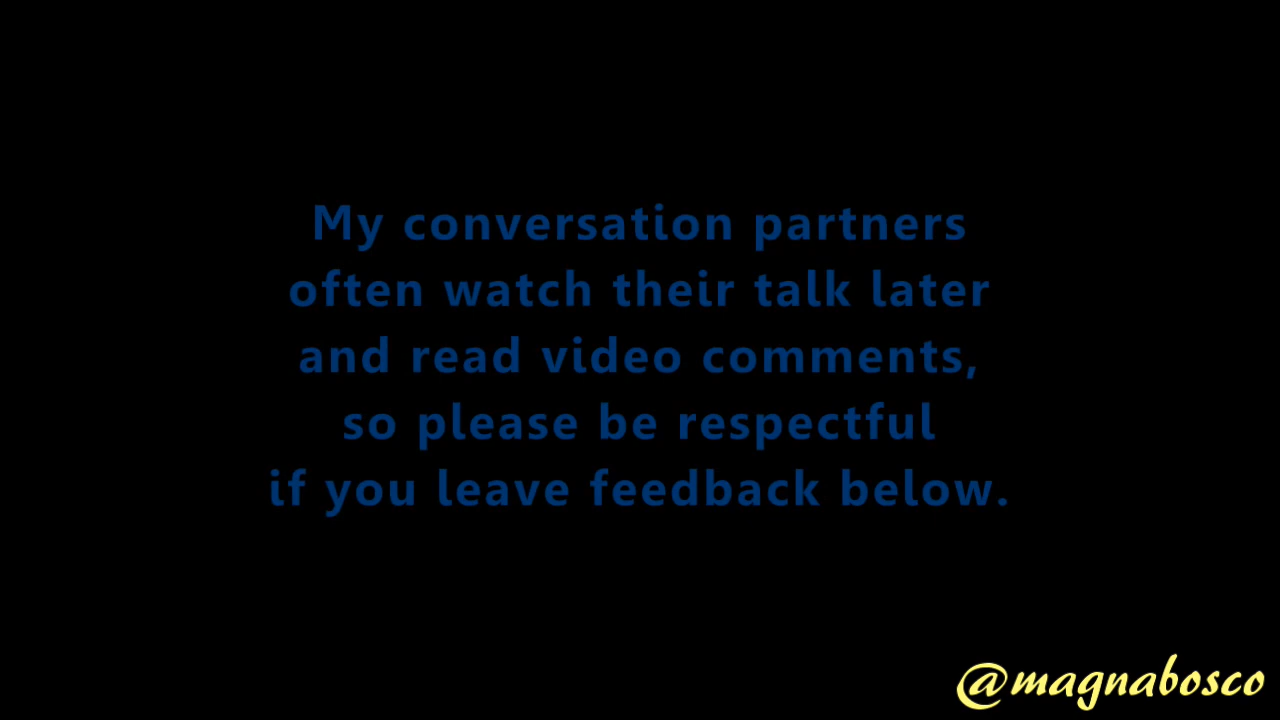 My conversation partners
often watch their talk later
and read video comments,
so please be respectful
if you leave feedback below.
@magnabosco